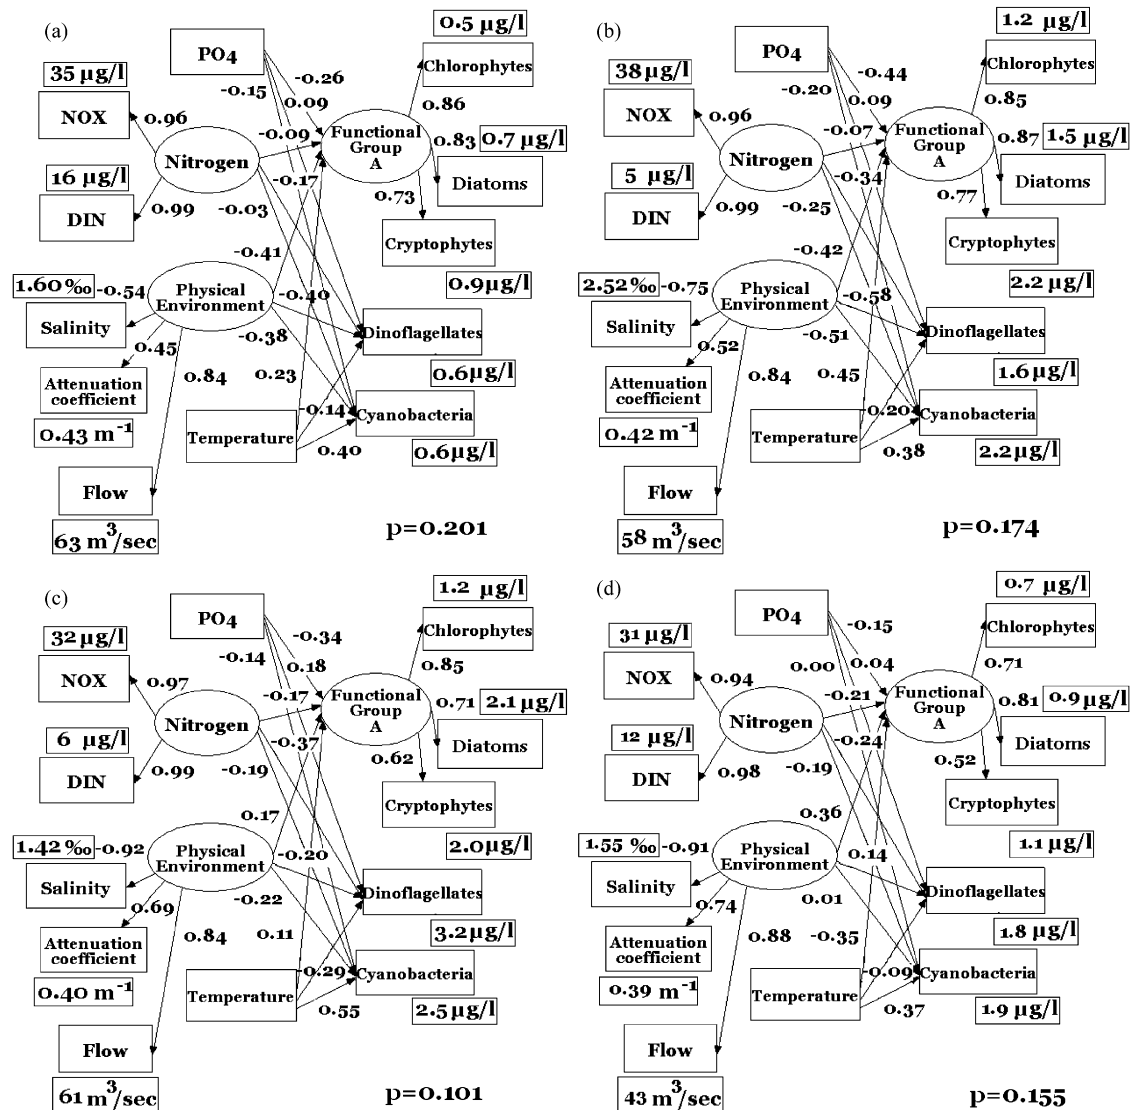 (a)
0.5 µg/l
PO4
Chlorophytes
35 µg/l
-0.26
-0.15
0.09
0.86
NOX
0.96
Functional
Group
A
-0.09
0.83
0.7 µg/l
Nitrogen
16 µg/l
-0.17
Diatoms
0.73
DIN
0.99
-0.03
Cryptophytes
-0.41
0.9µg/l
1.60‰
-0.54
Physical
Environment
-0.40
Salinity
0.45
-0.38
Dinoflagellates
Attenuation
coefficient
0.84
0.23
0.6µg/l
0.43 m-1
-0.14
Cyanobacteria
Temperature
0.40
0.6µg/l
Flow
63 m3/sec
p=0.201
(b)
1.2 µg/l
PO4
Chlorophytes
38µg/l
-0.44
-0.20
0.09
0.85
NOX
0.96
Functional
Group
A
-0.07
0.87
1.5 µg/l
Nitrogen
5 µg/l
-0.34
Diatoms
0.77
DIN
0.99
-0.25
Cryptophytes
-0.42
2.2 µg/l
2.52‰
-0.75
Physical
Environment
-0.58
Salinity
0.52
-0.51
Dinoflagellates
Attenuation
coefficient
0.84
0.45
1.6µg/l
0.42 m-1
-0.20
Cyanobacteria
Temperature
0.38
2.2µg/l
Flow
58 m3/sec
p=0.174
(c)
1.2 µg/l
PO4
Chlorophytes
32µg/l
-0.34
-0.14
0.18
0.85
NOX
0.97
Functional
Group
A
-0.17
0.71
2.1 µg/l
Nitrogen
6 µg/l
-0.37
Diatoms
0.62
DIN
0.99
-0.19
Cryptophytes
0.17
2.0µg/l
1.42‰
-0.92
Physical
Environment
-0.20
Salinity
0.69
-0.22
Dinoflagellates
Attenuation
coefficient
0.84
0.11
3.2µg/l
0.40 m-1
-0.29
Cyanobacteria
Temperature
0.55
2.5µg/l
Flow
61 m3/sec
p=0.101
(d)
0.7 µg/l
PO4
Chlorophytes
31 µg/l
-0.15
0.00
0.04
0.71
NOX
0.94
Functional
Group
A
-0.21
0.81
0.9µg/l
Nitrogen
12 µg/l
-0.24
Diatoms
0.52
DIN
0.98
-0.19
Cryptophytes
0.36
1.1 µg/l
1.55 ‰
-0.91
Physical
Environment
0.14
Salinity
0.74
0.01
Dinoflagellates
Attenuation
coefficient
0.88
-0.35
1.8 µg/l
0.39 m-1
-0.09
Cyanobacteria
Temperature
0.37
1.9 µg/l
Flow
43 m3/sec
p=0.155